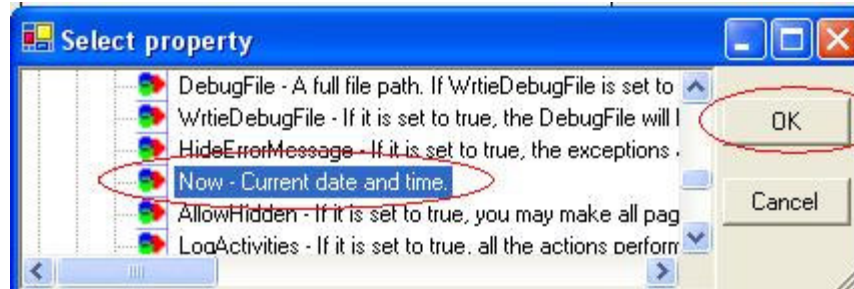 Select property
DebugFile - A full file path. If WrtieDebugFile is set to
WrtieDebugFile - If it is set to true, the DebugFile will
HideErrorMessage - If it is set to true, the exceptions
Now - Current date and time.
AllowHidden - If it is set to true, you may make all pag
LogActivities - If it is set to true, all the actions perform
OK
Cancel